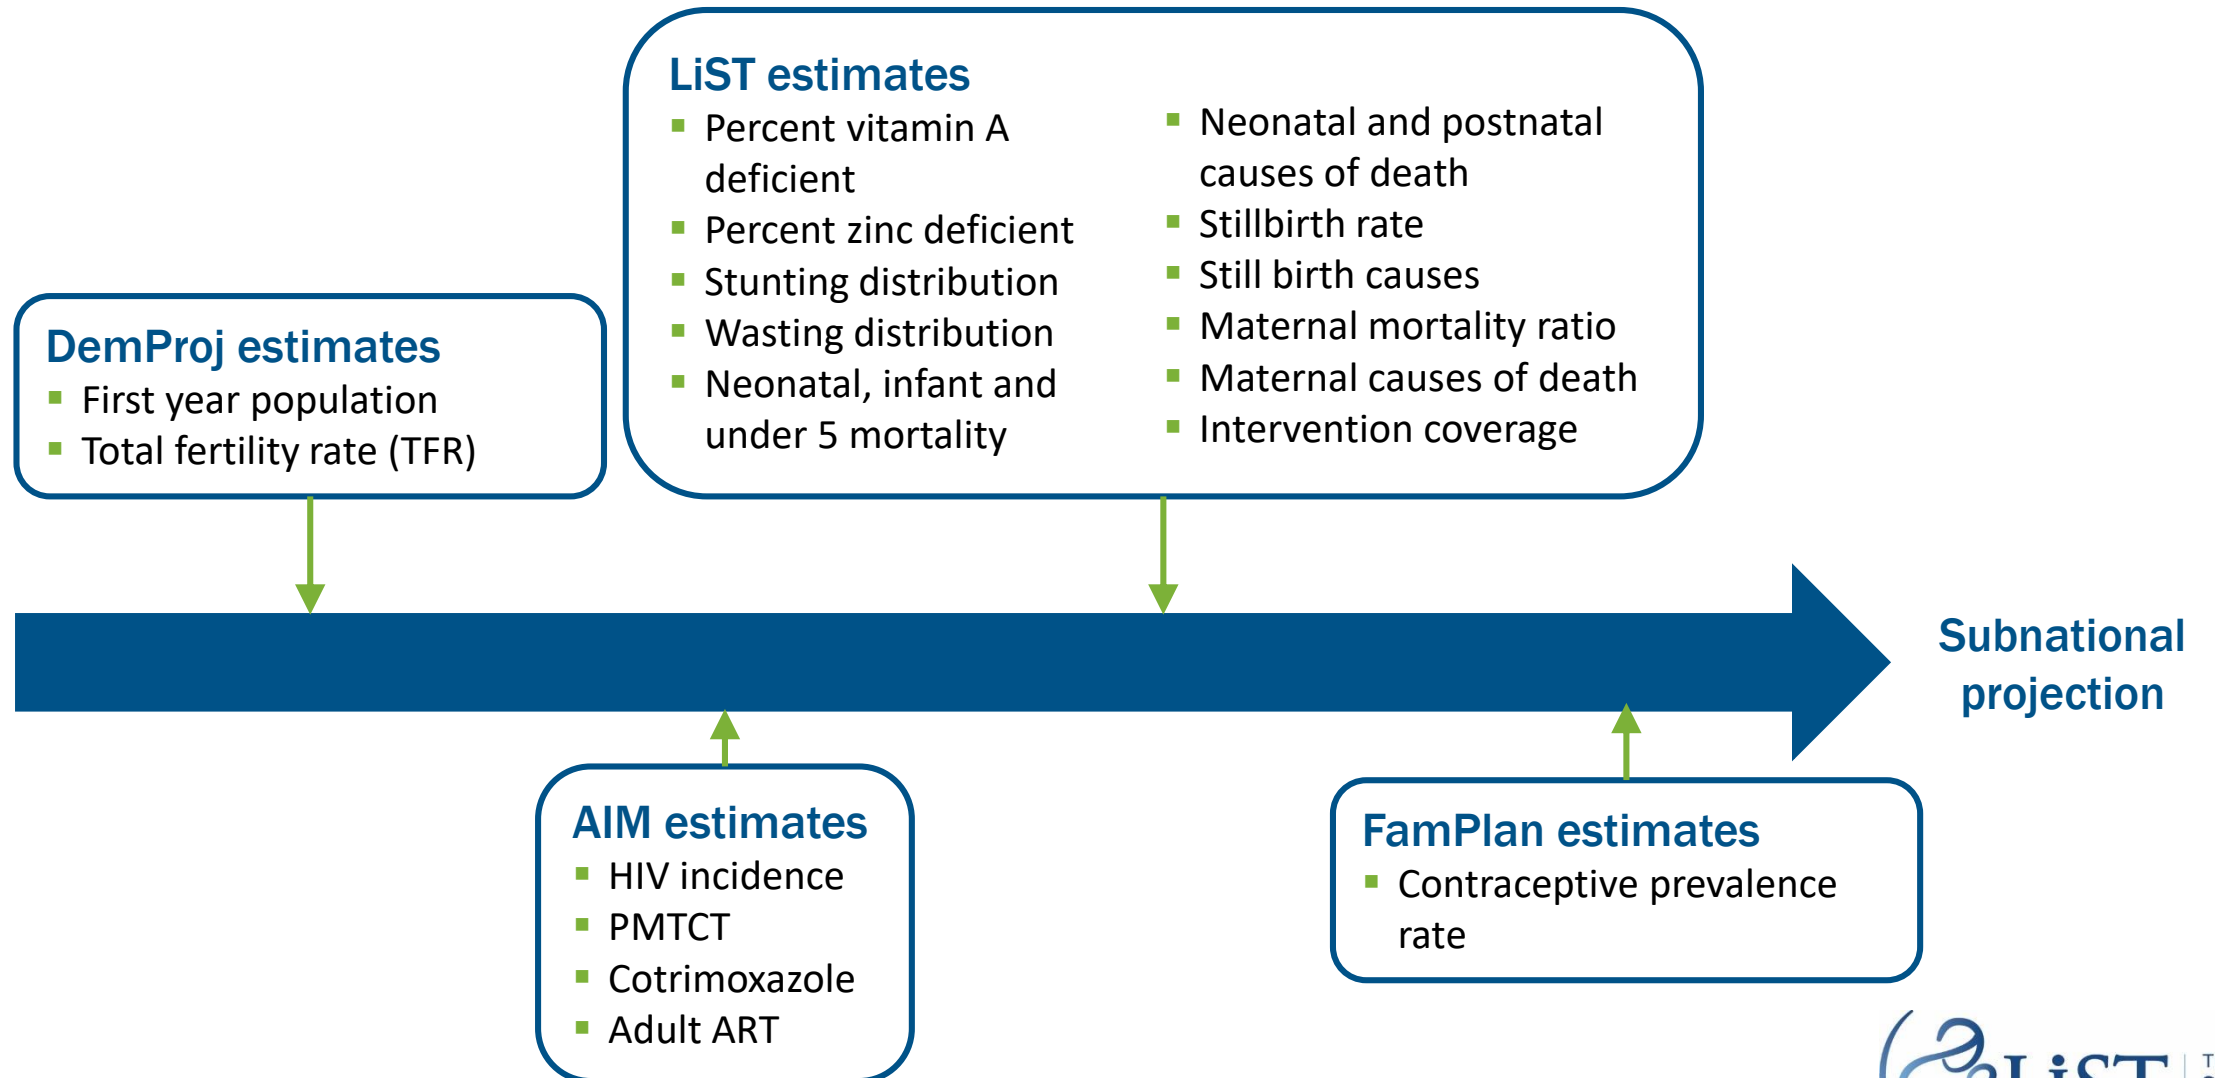 LiST estimates
Percent vitamin A
deficient
Percent zinc deficient
Stunting distribution
Wasting distribution
Neonatal, infant and
under 5 mortality
Neonatal and postnatal
causes of death
Stillbirth rate
Still birth causes
Maternal mortality ratio
Maternal causes of death
Intervention coverage
DemProj estimates
First year population
Total fertility rate (TFR)
Subnational
projection
AIM estimates
HIV incidence
PMTCT
Cotrimoxazole
Adult ART
FamPlan estimates
Contraceptive prevalence
rate
LiST